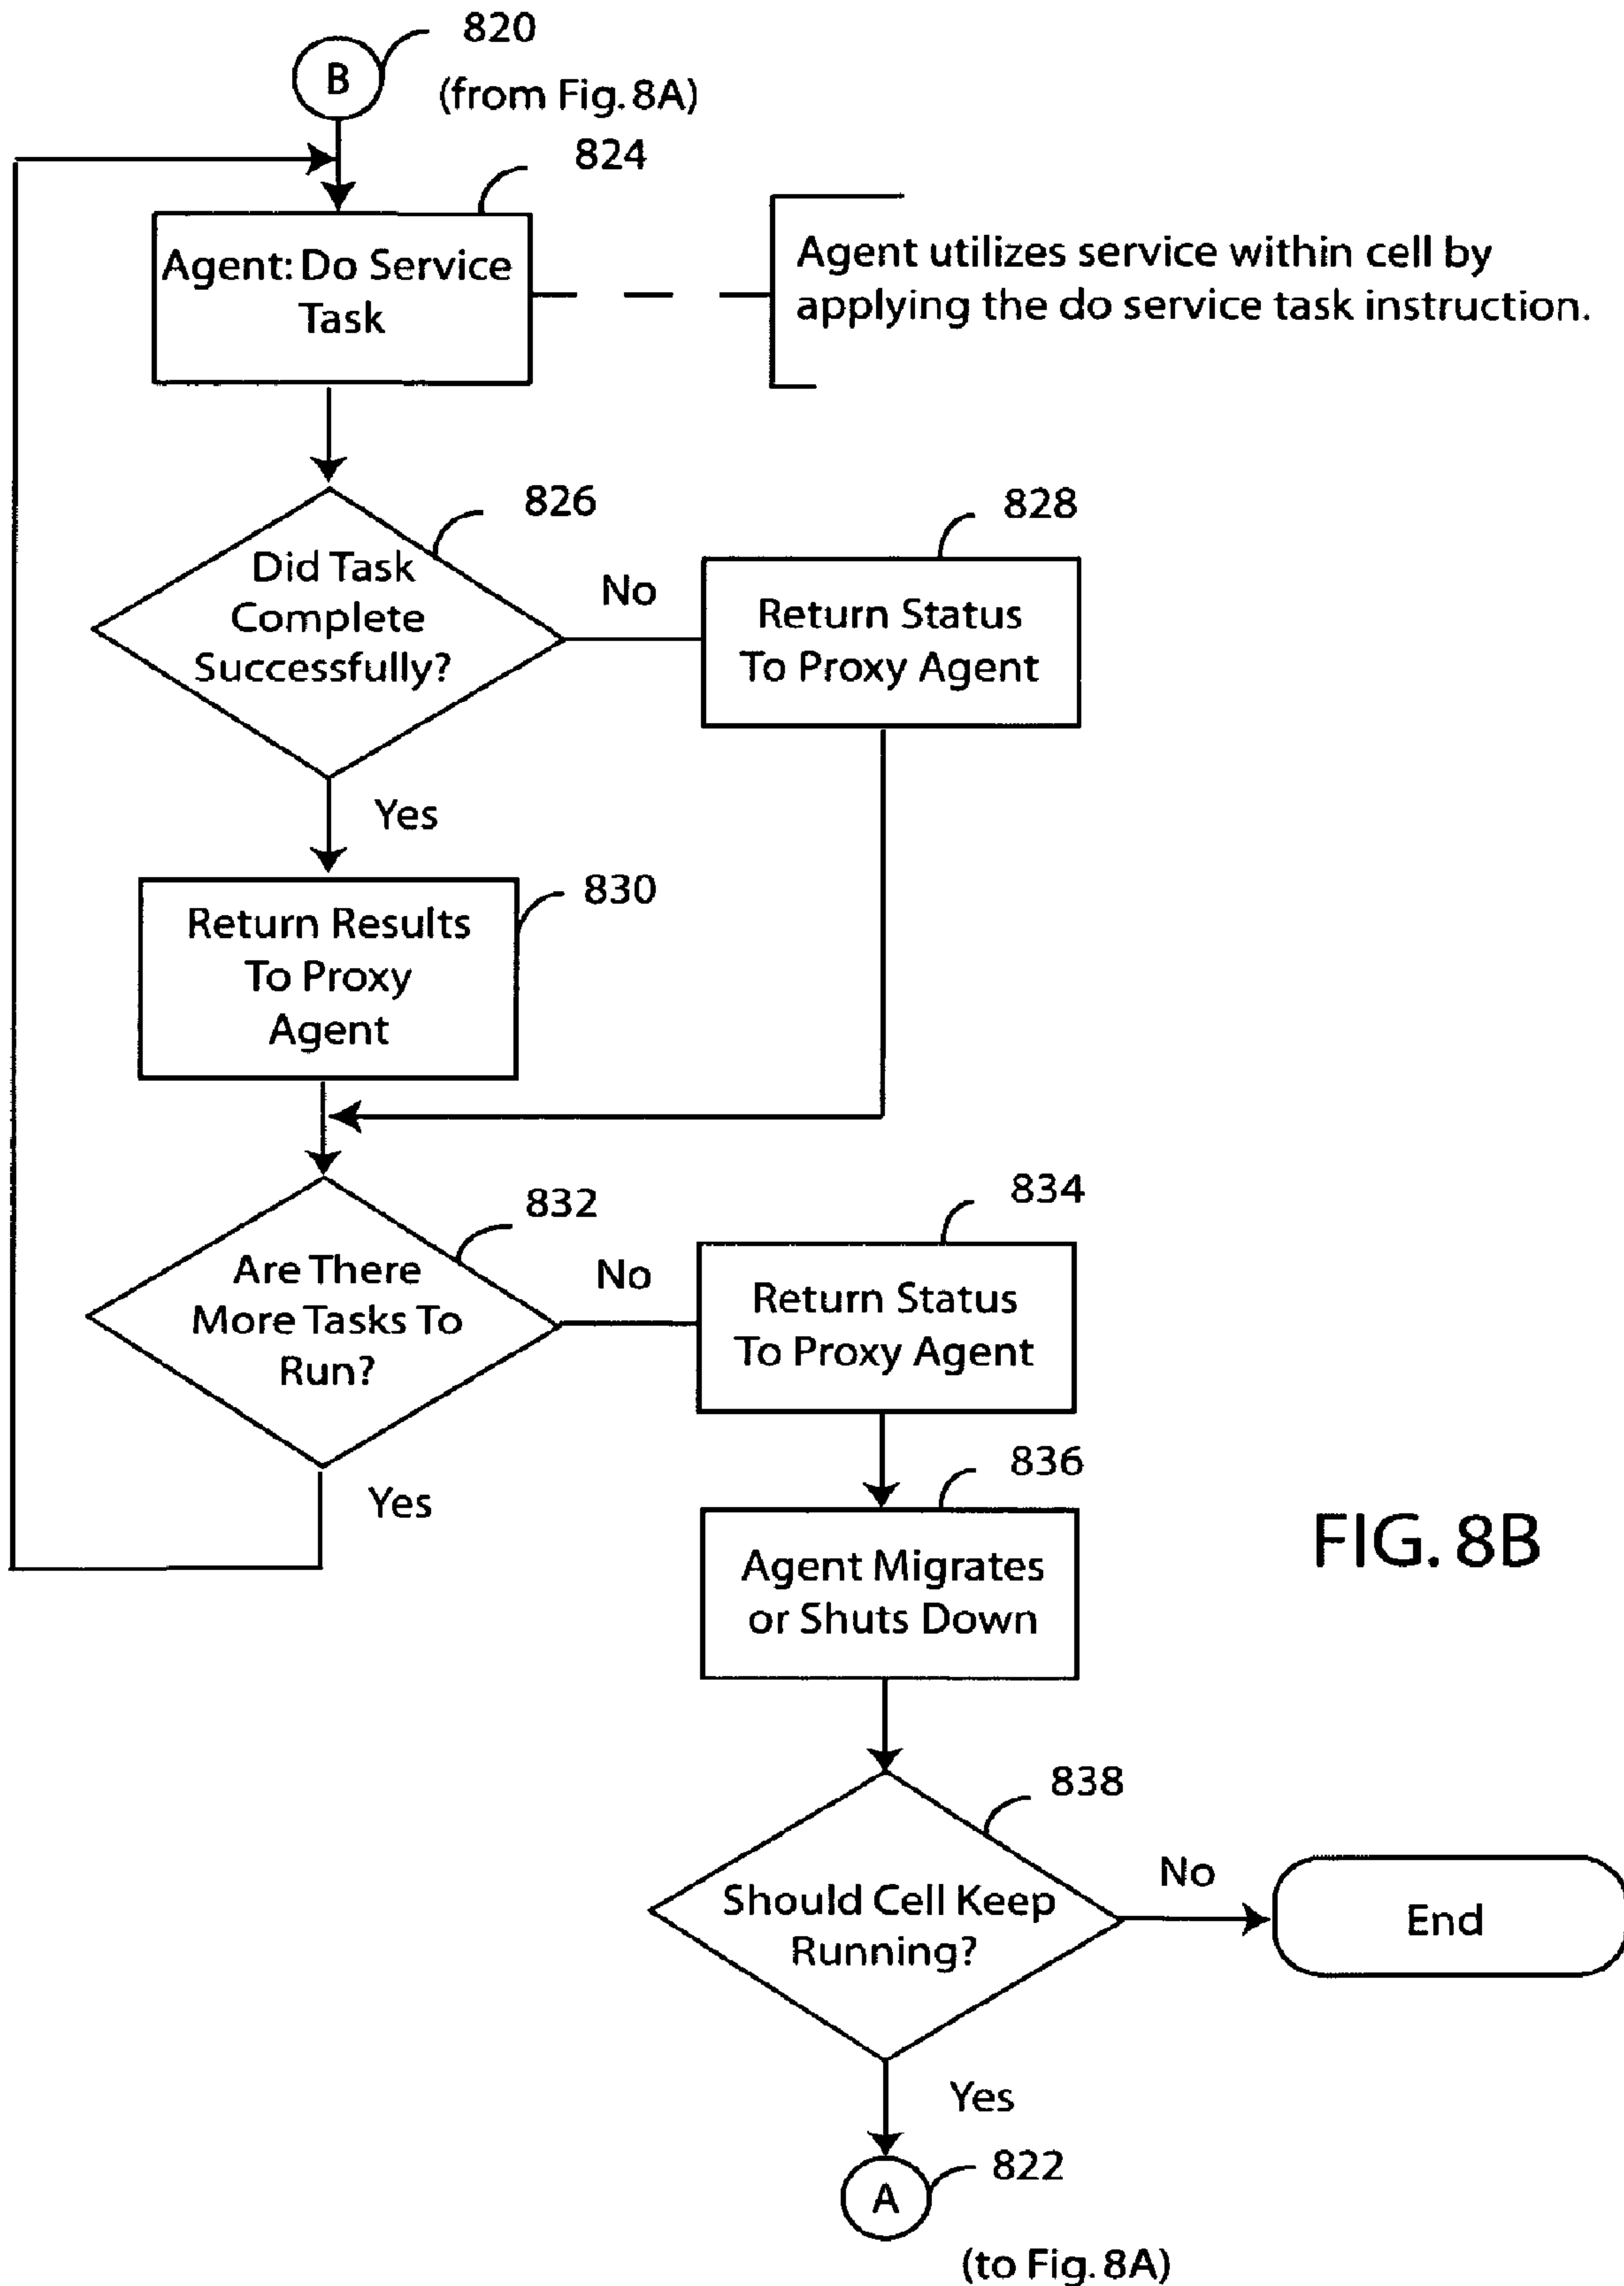 820
B
(from Fig. 8A)
824
Agent: Do Service
Task
Agent utilizes service within cell by
applying the do service task instruction.
826
Did Task
Complete
Successfully?
No
828
Return Status
To Proxy Agent
Yes
830
Return Results
To Proxy
Agent
832
Are There
More Tasks To
Run?
No
834
Return Status
To Proxy Agent
Yes
836
Agent Migrates
or Shuts Down
FIG. 8B
838
Should Cell Keep
Running?
No
End
Yes
822
A
(to Fig. 8A)